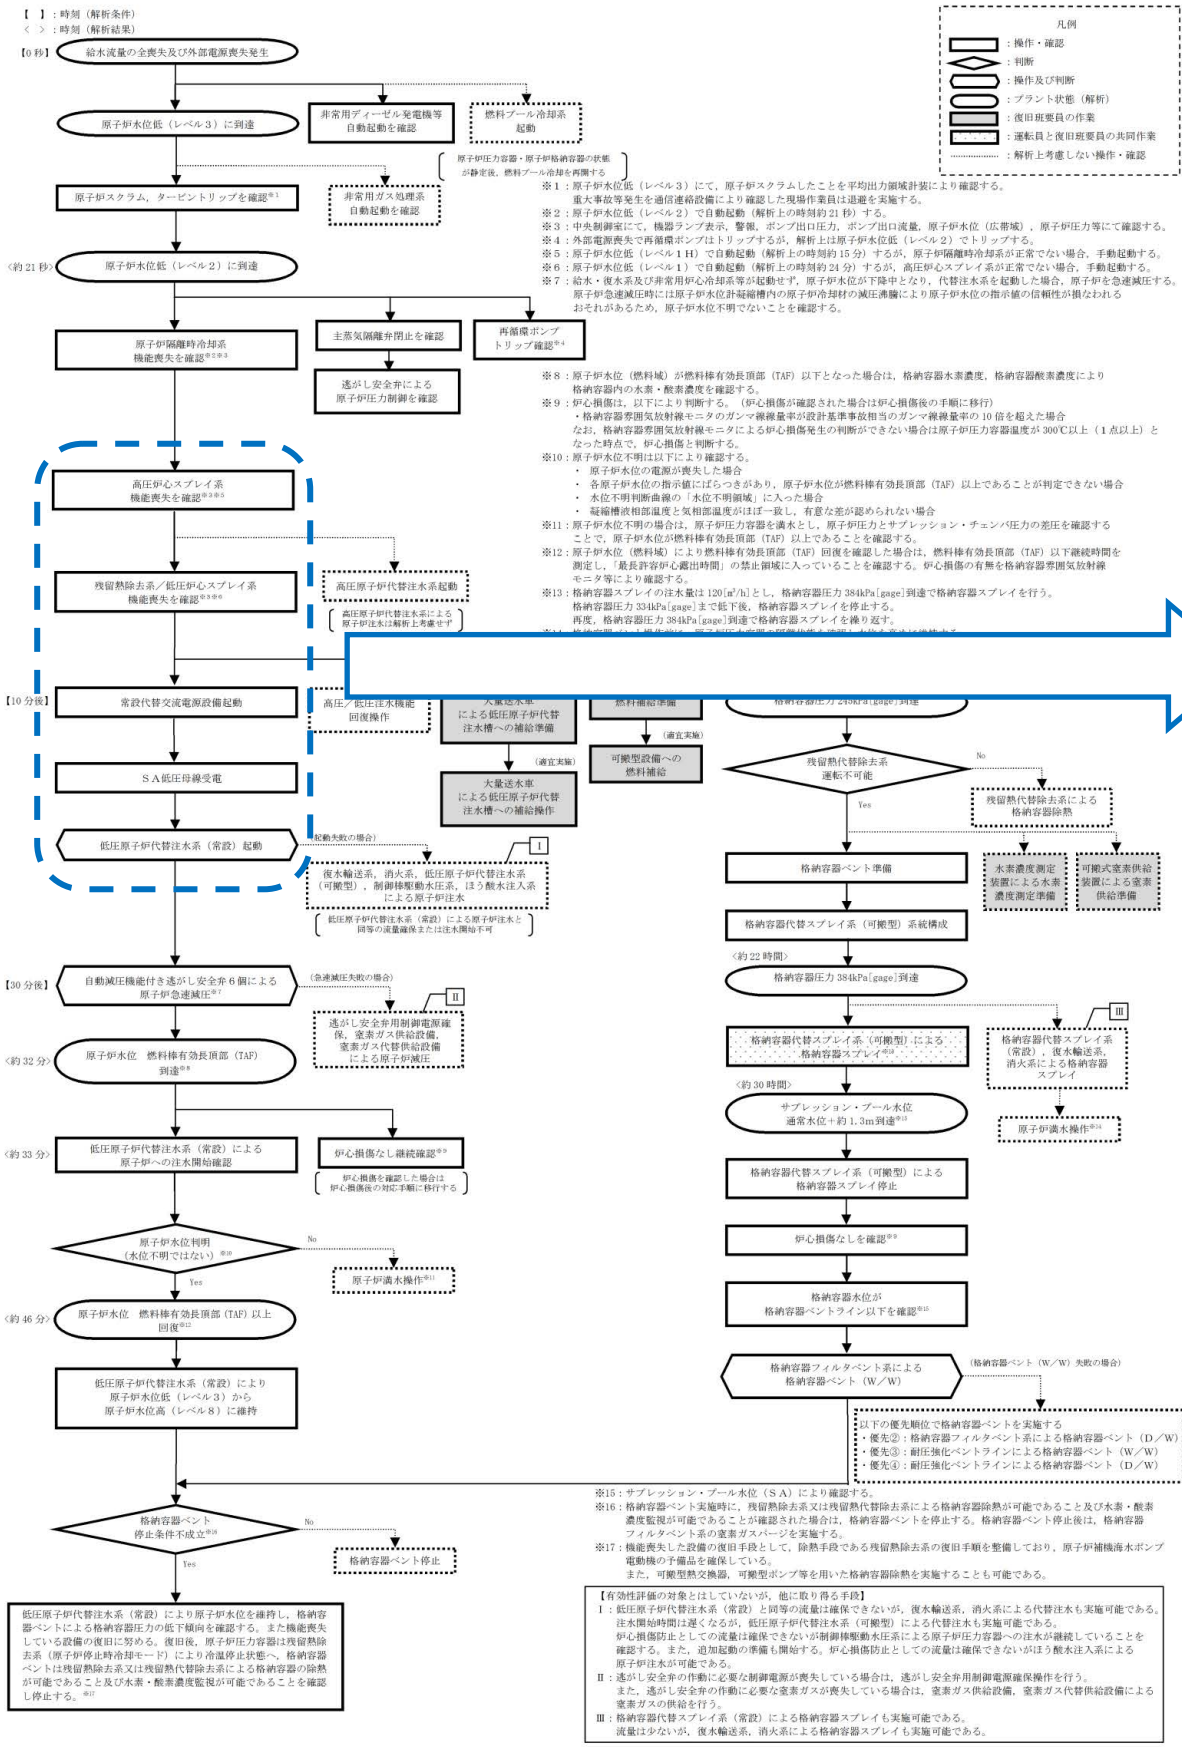 【　】：時刻（解析条件）
〈　〉：時刻（解析結果）
【0秒】
給水流量の全喪失及び外部電源喪失発生
原子炉水位低（レベル３）に到達
非常用ディーゼル発電機等
自動起動を確認
燃料プール冷却系
起動
原子炉圧力容器・原子炉格納容器の状態
が静定後，燃料プール冷却を再開する
原子炉スクラム，タービントリップを確認※1
非常用ガス処理系
自動起動を確認
〈約21秒〉
原子炉水位低（レベル２）に到達
原子炉隔離時冷却系
機能喪失を確認※2※3
主蒸気隔離弁閉止を確認
再循環ポンプ
トリップ確認※4
逃がし安全弁による
原子炉圧力制御を確認
高圧炉心スプレイ系
機能喪失を確認※3※5
高圧原子炉代替注水系起動
残留熱除去系／低圧炉心スプレイ系
機能喪失を確認※3※6
高圧原子炉代替注水系による
原子炉注水は解析上考慮せず
【10分後】
常設代替交流電源設備起動
高圧／低圧注水機能
回復操作
ＳＡ低圧母線受電
低圧原子炉代替注水系（常設）起動
（起動失敗の場合）
Ⅰ
復水輸送系，消火系，低圧原子炉代替注水系
（可搬型），制御棒駆動水圧系，ほう酸水注入系
による原子炉注水
低圧原子炉代替注水系（常設）による原子炉注水と
同等の流量確保または注水開始不可
大量送水車
による低圧原子炉代替
注水槽への補給準備
（適宜実施）
大量送水車
による低圧原子炉代替
注水槽への補給操作
燃料補給準備
（適宜実施）
可搬型設備への
燃料補給
【30分後】
自動減圧機能付き逃がし安全弁６個による
原子炉急速減圧※7
（急速減圧失敗の場合）
Ⅱ
逃がし安全弁用制御電源確
保，窒素ガス供給設備，
窒素ガス代替供給設備
による原子炉減圧
〈約32分〉
原子炉水位　燃料棒有効長頂部（TAF）
到達※8
〈約33分〉
低圧原子炉代替注水系（常設）による
原子炉への注水開始確認
炉心損傷なし継続確認※9
炉心損傷を確認した場合は
炉心損傷後の対応手順に移行する
原子炉水位判明
（水位不明ではない）※10
No
Yes
原子炉満水操作※11
〈約46分〉
原子炉水位　燃料棒有効長頂部（TAF）以上
回復※12
低圧原子炉代替注水系（常設）により
原子炉水位低（レベル３）から
原子炉水位高（レベル８）に維持
格納容器ベント
停止条件不成立※16
No
Yes
格納容器ベント停止
低圧原子炉代替注水系（常設）により原子炉水位を維持し，格納容
器ベントによる格納容器圧力の低下傾向を確認する。また機能喪失
している設備の復旧に努める。復旧後，原子炉圧力容器は残留熱除
去系（原子炉停止時冷却モード）により冷温停止状態へ，格納容器
ベントは残留熱除去系又は残留熱代替除去系による格納容器の除熱
が可能であること及び水素・酸素濃度監視が可能であることを確認
し停止する。※17
凡例
：操作・確認
：判断
：操作及び判断
：プラント状態（解析）
：復旧班要員の作業
：運転員と復旧班要員の共同作業
：解析上考慮しない操作・確認
※１：原子炉水位低（レベル３）にて，原子炉スクラムしたことを平均出力領域計装により確認する。
重大事故等発生を通信連絡設備により確認した現場作業員は退避を実施する。
※２：原子炉水位低（レベル２）で自動起動（解析上の時刻約21秒）する。
※３：中央制御室にて，機器ランプ表示，警報，ポンプ出口圧力，ポンプ出口流量，原子炉水位（広帯域），原子炉圧力等にて確認する。
※４：外部電源喪失で再循環ポンプはトリップするが，解析上は原子炉水位低（レベル２）でトリップする。
※５：原子炉水位低（レベル１Ｈ）で自動起動（解析上の時刻約15分）するが，原子炉隔離時冷却系が正常でない場合，手動起動する。
※６：原子炉水位低（レベル１）で自動起動（解析上の時刻約24分）するが，高圧炉心スプレイ系が正常でない場合，手動起動する。
※７：給水・復水系及び非常用炉心冷却系等が起動せず，原子炉水位が下降中となり，代替注水系を起動した場合，原子炉を急速減圧する。
原子炉急速減圧時には原子炉水位計凝縮槽内の原子炉冷却材の減圧沸騰により原子炉水位の指示値の信頼性が損なわれる
おそれがあるため，原子炉水位不明でないことを確認する。
※８：原子炉水位（燃料域）が燃料棒有効長頂部（TAF）以下となった場合は，格納容器水素濃度，格納容器酸素濃度により
格納容器内の水素・酸素濃度を確認する。
※９：炉心損傷は，以下により判断する。（炉心損傷が確認された場合は炉心損傷後の手順に移行）
・格納容器雰囲気放射線モニタのガンマ線線量率が設計基準事故相当のガンマ線線量率の10倍を超えた場合
なお，格納容器雰囲気放射線モニタによる炉心損傷発生の判断ができない場合は原子炉圧力容器温度が300℃以上（１点以上）と
なった時点で，炉心損傷と判断する。
※10：原子炉水位不明は以下により確認する。
・　原子炉水位の電源が喪失した場合
・　各原子炉水位の指示値にばらつきがあり，原子炉水位が燃料棒有効長頂部（TAF）以上であることが判定できない場合
・　水位不明判断曲線の「水位不明領域」に入った場合
・　凝縮槽液相部温度と気相部温度がほぼ一致し，有意な差が認められない場合
※11：原子炉水位不明の場合は，原子炉圧力容器を満水とし，原子炉圧力とサプレッション・チェンバ圧力の差圧を確認する
ことで，原子炉水位が燃料棒有効長頂部（TAF）以上であることを確認する。
※12：原子炉水位（燃料域）により燃料棒有効長頂部（TAF）回復を確認した場合は，燃料棒有効長頂部（TAF）以下継続時間を
測定し，「最長許容炉心露出時間」の禁止領域に入っていることを確認する。炉心損傷の有無を格納容器雰囲気放射線
モニタ等により確認する。
※13：格納容器スプレイの注水量は120[m³/h]とし，格納容器圧力384kPa[gage]到達で格納容器スプレイを行う。
格納容器圧力334kPa[gage]まで低下後，格納容器スプレイを停止する。
再度，格納容器圧力384kPa[gage]到達で格納容器スプレイを繰り返す。
格納容器圧力245kPa[gage]到達
残留熱代替除去系
運転不可能
No
Yes
残留熱代替除去系による
格納容器除熱
格納容器ベント準備
水素濃度測定
装置による水素
濃度測定準備
可搬式窒素供給
装置による窒素
供給準備
格納容器代替スプレイ系（可搬型）系統構成
〈約22時間〉
格納容器圧力384kPa[gage]到達
Ⅲ
格納容器代替スプレイ系（可搬型）による
格納容器スプレイ※13
格納容器代替スプレイ系
（常設），復水輸送系，
消火系による格納容器
スプレイ
〈約30時間〉
サプレッション・プール水位
通常水位＋約1.3m到達※15
原子炉満水操作※14
格納容器代替スプレイ系（可搬型）による
格納容器スプレイ停止
炉心損傷なしを確認※9
格納容器水位が
格納容器ベントライン以下を確認※15
格納容器フィルタベント系による
格納容器ベント（Ｗ／Ｗ）
（格納容器ベント（Ｗ／Ｗ）失敗の場合）
以下の優先順位で格納容器ベントを実施する
・優先②：格納容器フィルタベント系による格納容器ベント（Ｄ／Ｗ）
・優先③：耐圧強化ベントラインによる格納容器ベント（Ｗ／Ｗ）
・優先④：耐圧強化ベントラインによる格納容器ベント（Ｄ／Ｗ）
※15：サプレッション・プール水位（ＳＡ）により確認する。
※16：格納容器ベント実施時に，残留熱除去系又は残留熱代替除去系による格納容器除熱が可能であること及び水素・酸素
濃度監視が可能であることが確認された場合は，格納容器ベントを停止する。格納容器ベント停止後は，格納容器
フィルタベント系の窒素ガスパージを実施する。
※17：機能喪失した設備の復旧手段として，除熱手段である残留熱除去系の復旧手順を整備しており，原子炉補機海水ポンプ
電動機の予備品を確保している。
また，可搬型熱交換器，可搬型ポンプ等を用いた格納容器除熱を実施することも可能である。
【有効性評価の対象とはしていないが，他に取り得る手段】
Ⅰ：低圧原子炉代替注水系（常設）と同等の流量は確保できないが，復水輸送系，消火系による代替注水も実施可能である。
注水開始時間は遅くなるが，低圧原子炉代替注水系（可搬型）による代替注水も実施可能である。
炉心損傷防止としての流量は確保できないが制御棒駆動水圧系による原子炉圧力容器への注水が継続していることを
確認する。また，追加起動の準備も開始する。炉心損傷防止としての流量は確保できないがほう酸水注入系による
原子炉注水が可能である。
Ⅱ：逃がし安全弁の作動に必要な制御電源が喪失している場合は，逃がし安全弁用制御電源確保操作を行う。
また，逃がし安全弁の作動に必要な窒素ガスが喪失している場合は，窒素ガス供給設備，窒素ガス代替供給設備による
窒素ガスの供給を行う。
Ⅲ：格納容器代替スプレイ系（常設）による格納容器スプレイも実施可能である。
流量は少ないが，復水輸送系，消火系による格納容器スプレイも実施可能である。